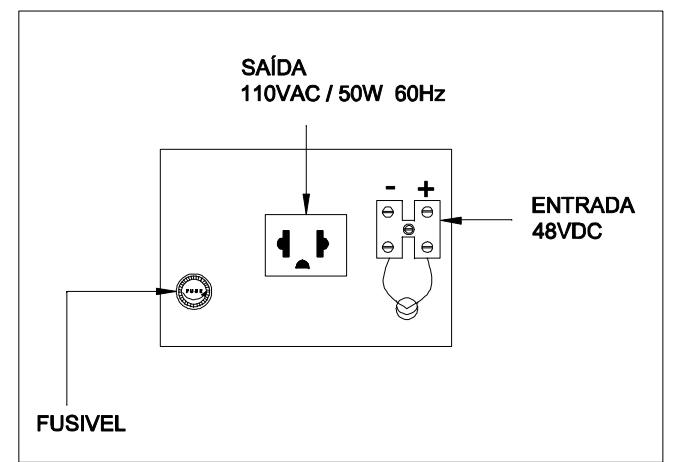 SAÍDA
110VAC / 50W 60Hz
- +
ENTRADA
48VDC
FUSE
FUSIVEL